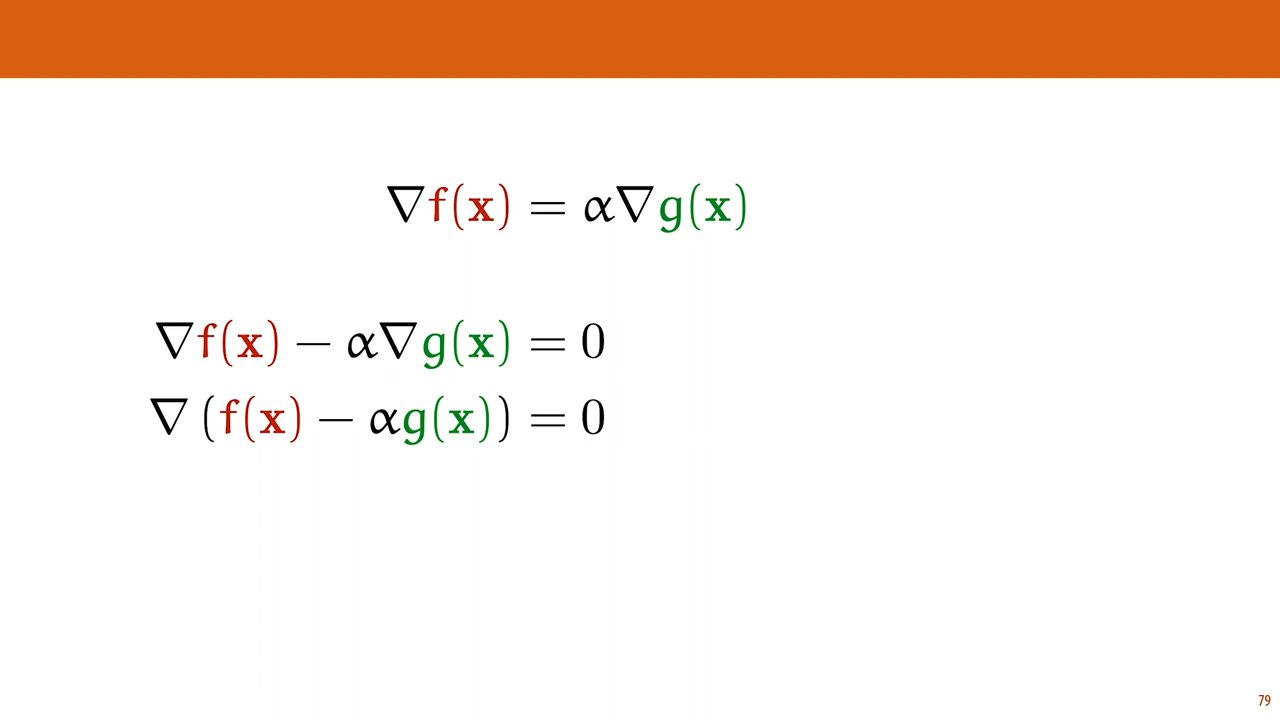 ∇f(x) = α∇g(x)
∇f(x) − α∇g(x) = 0
∇ (f(x) − αg(x)) = 0
79